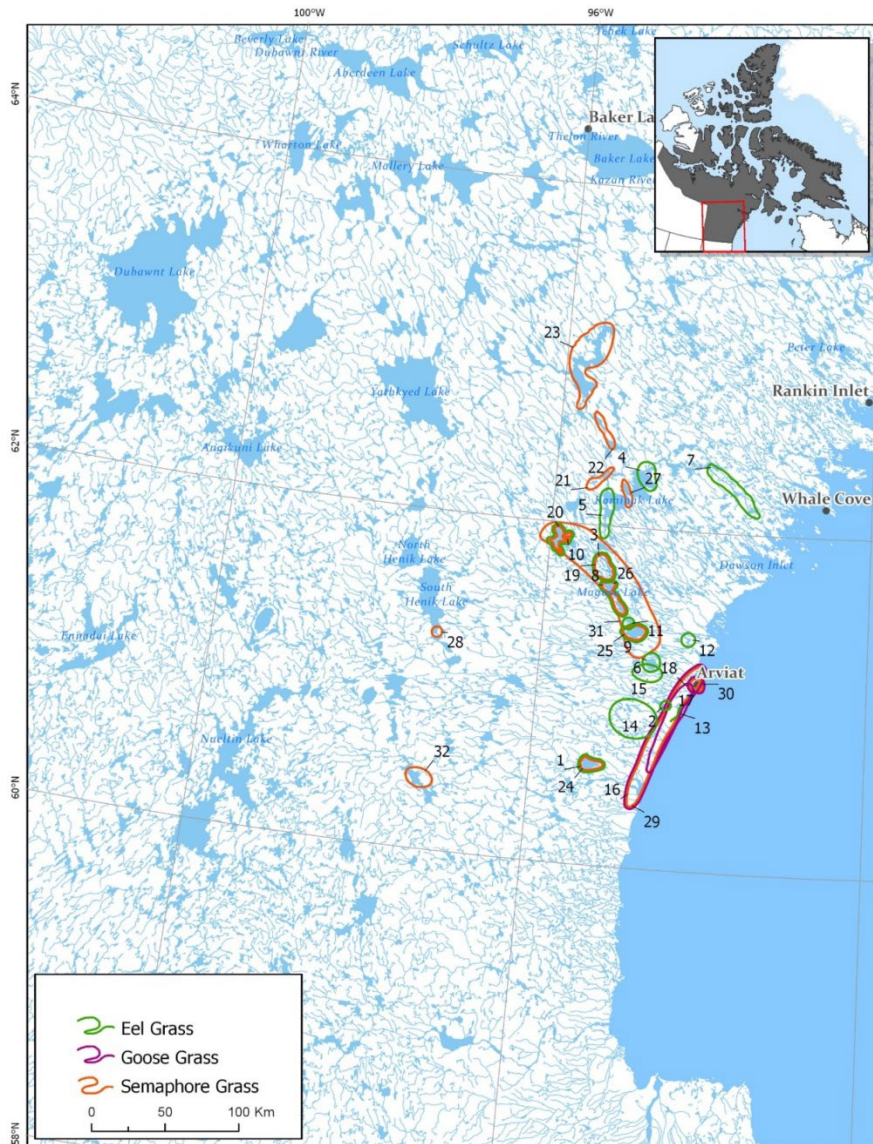 100°W
96°W
Beverly Lake
Dubawnt River
Schultz Lake
Tehek Lake
Aberdeen Lake
64°N
Baker La
Thelon River
Wharton Lake
Mallery Lake
Baker Lake
Kazan River
Dubawnt Lake
23
Peter Lake
Rankin Inlet
Yathkyed Lake
62°N
Angikuni Lake
22
4
7
21
27
Kaminak Lake
5
Whale Cove
20
3
North
Henik Lake
10
19
8
26
Dawson Inlet
South
Henik Lake
Maguse Lake
Ennadai Lake
31
11
28
25
9
12
6
18
Arviat
15
17
30
2
14
13
Nueltin Lake
32
1
60°N
24
16
29
Eel Grass
Goose Grass
Semaphore Grass
0 50 100 Km
58°N